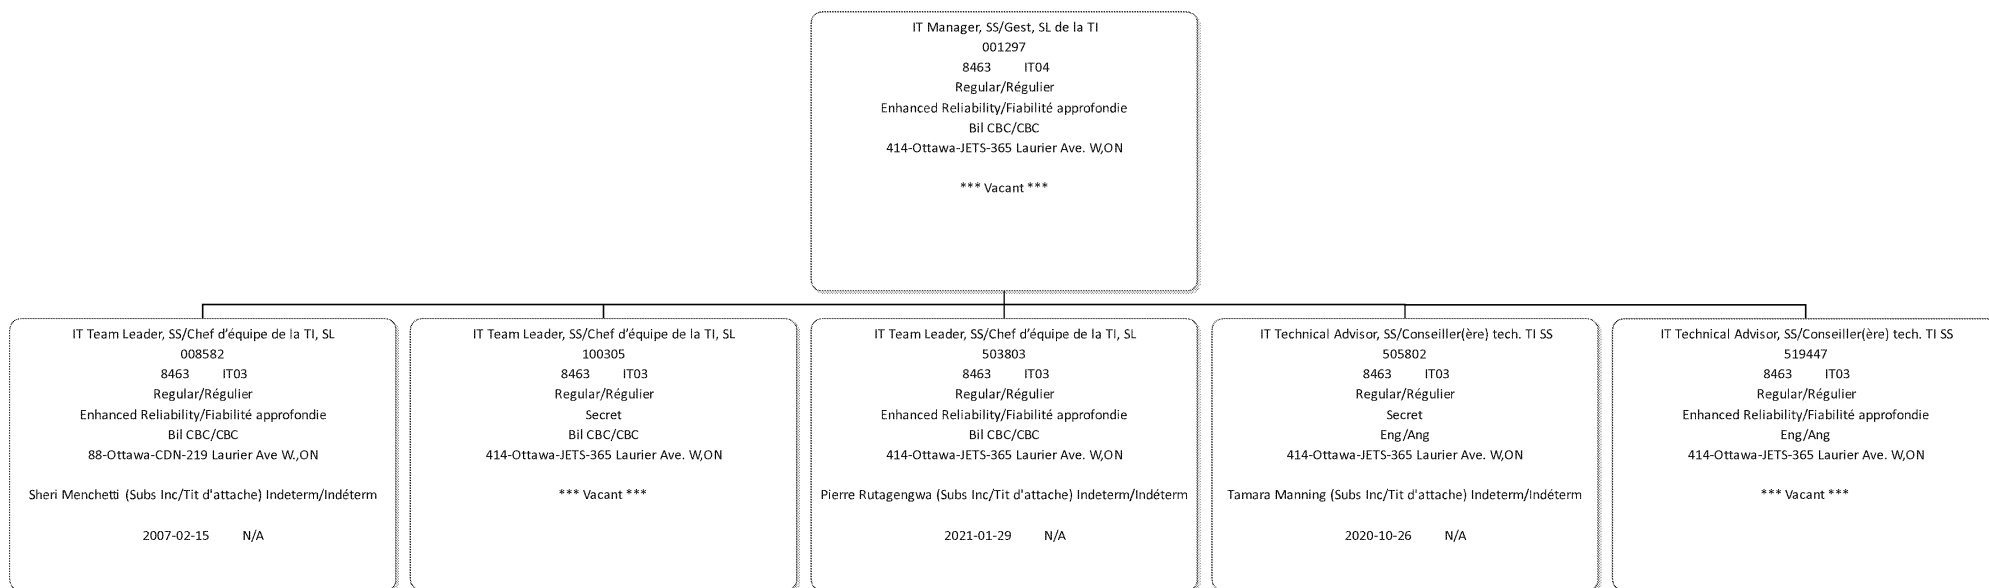 IT Manager, SS/Gest, SL de la TI
001297
8463 IT04
Regular/Régulier
Enhanced Reliability/Fiabilité approfondie
Bil CBC/CBC
414-Ottawa-JETS-365 Laurier Ave. W,ON
*** Vacant ***
IT Team Leader, SS/Chef d'équipe de la TI, SL
008582
8463 IT03
Regular/Régulier
Enhanced Reliability/Fiabilité approfondie
Bil CBC/CBC
88-Ottawa-CDN-219 Laurier Ave W.,ON
Sheri Menchetti (Subs Inc/Tit d'attache) Indeterm/Indéterm
2007-02-15 N/A
IT Team Leader, SS/Chef d'équipe de la TI, SL
100305
8463 IT03
Regular/Régulier
Secret
Bil CBC/CBC
414-Ottawa-JETS-365 Laurier Ave. W,ON
*** Vacant ***
IT Team Leader, SS/Chef d'équipe de la TI, SL
503803
8463 IT03
Regular/Régulier
Enhanced Reliability/Fiabilité approfondie
Bil CBC/CBC
414-Ottawa-JETS-365 Laurier Ave. W,ON
Pierre Rutagengwa (Subs Inc/Tit d'attache) Indeterm/Indéterm
2021-01-29 N/A
IT Technical Advisor, SS/Conseiller(ère) tech. TI SS
505802
8463 IT03
Regular/Régulier
Secret
Eng/Ang
414-Ottawa-JETS-365 Laurier Ave. W,ON
Tamara Manning (Subs Inc/Tit d'attache) Indeterm/Indéterm
2020-10-26 N/A
IT Technical Advisor, SS/Conseiller(ère) tech. TI SS
519447
8463 IT03
Regular/Régulier
Enhanced Reliability/Fiabilité approfondie
Eng/Ang
414-Ottawa-JETS-365 Laurier Ave. W,ON
*** Vacant ***